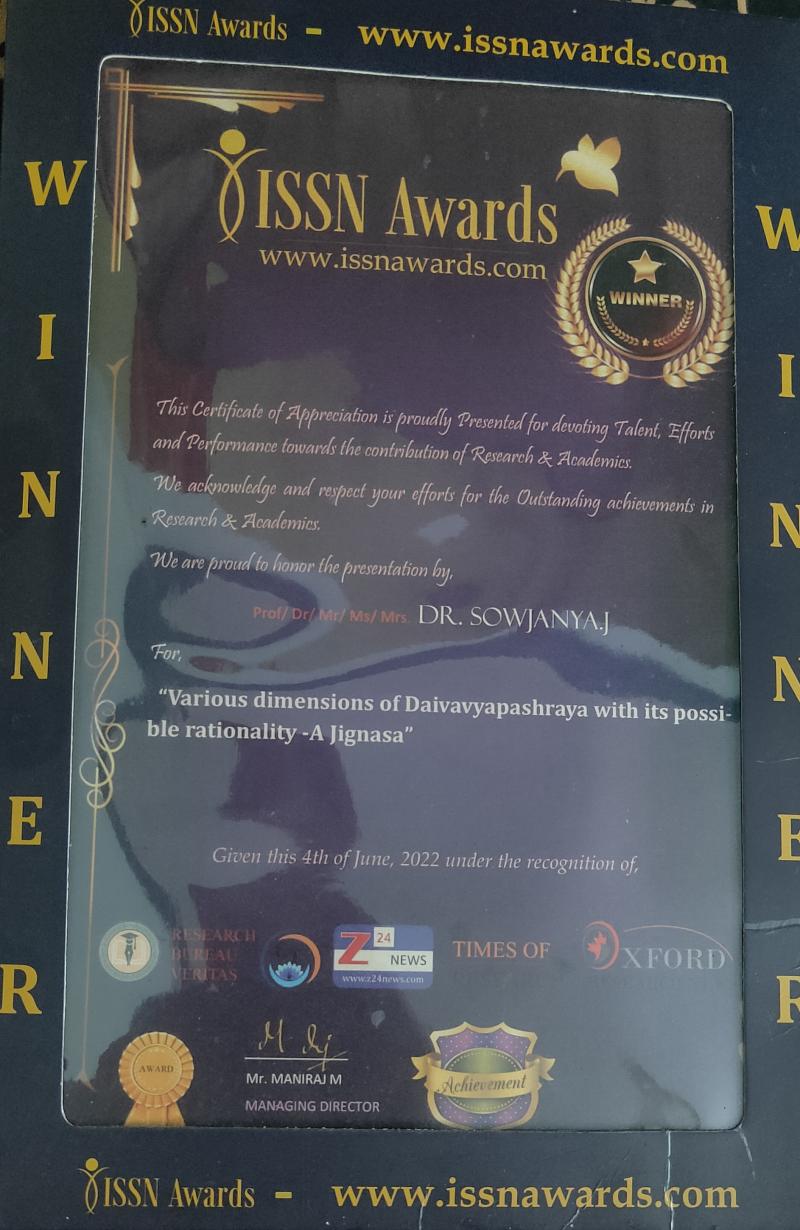 ISSN Awards - www.issnawards.com
ISSN Awards
www.issnawards.com
WINNER
WINNER
WINNER
This Certificate of Appreciation is proudly Presented for devoting Talent, Efforts
and Performance towards the contribution of Research & Academics.
We acknowledge and respect your efforts for the Outstanding achievements in
Research & Academics.
We are proud to honor the presentation by,
Prof/ Dr/ Mr/ Ms/ Mrs. DR. SOWJANYA.J
For,
"Various dimensions of Daivavyapashraya with its possi-
ble rationality -A Jignasa"
Given this 4th of June, 2022 under the recognition of,
RESEARCH
BUREAU
VERITAS
Z 24 NEWS
www.z24news.com
TIMES OF
OXFORD
AWARD
Mr. MANIRAJ M
MANAGING DIRECTOR
Achievement
ISSN Awards - www.issnawards.com